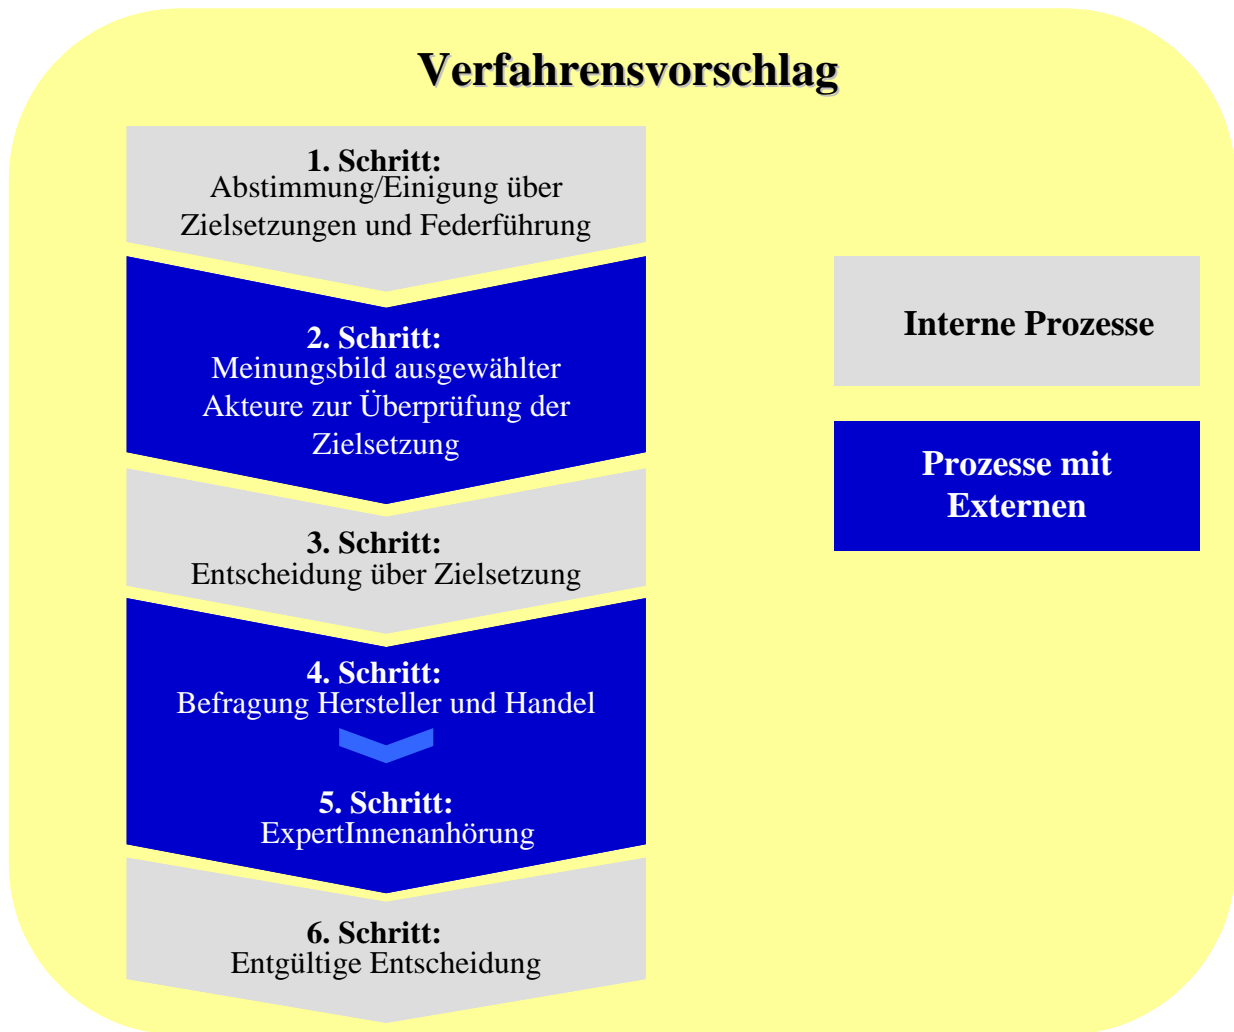 Verfahrensvorschlag
1. Schritt:
Abstimmung/Einigung über
Zielsetzungen und Federführung
2. Schritt:
Meinungsbild ausgewählter
Akteure zur Überprüfung der
Zielsetzung
3. Schritt:
Entscheidung über Zielsetzung
4. Schritt:
Befragung Hersteller und Handel
5. Schritt:
ExpertInnenanhörung
6. Schritt:
Entgültige Entscheidung
Interne Prozesse
Prozesse mit
Externen